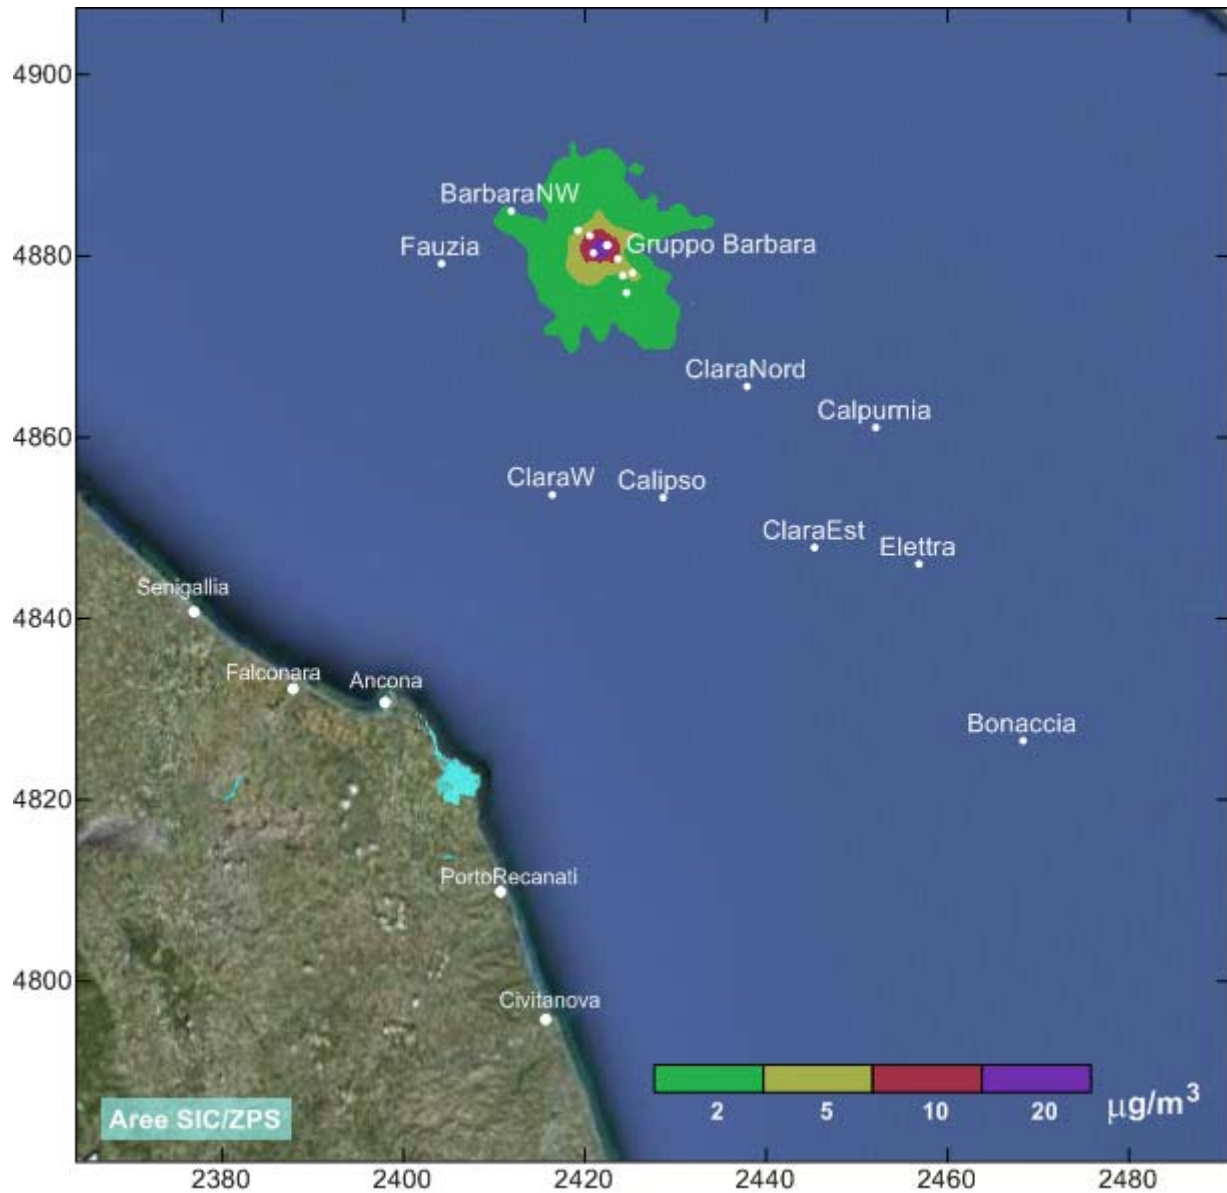 4900
BarbaraNW
Fauzia
Gruppo Barbara
4880
ClaraNord
Calpurnia
4860
ClaraW
Calipso
ClaraEst
Elettra
Senigallia
4840
Falconara
Ancona
Bonaccia
4820
PortoRecanati
4800
Civitanova
2 5 10 20 µg/m³
Aree SIC/ZPS
2380 2400 2420 2440 2460 2480